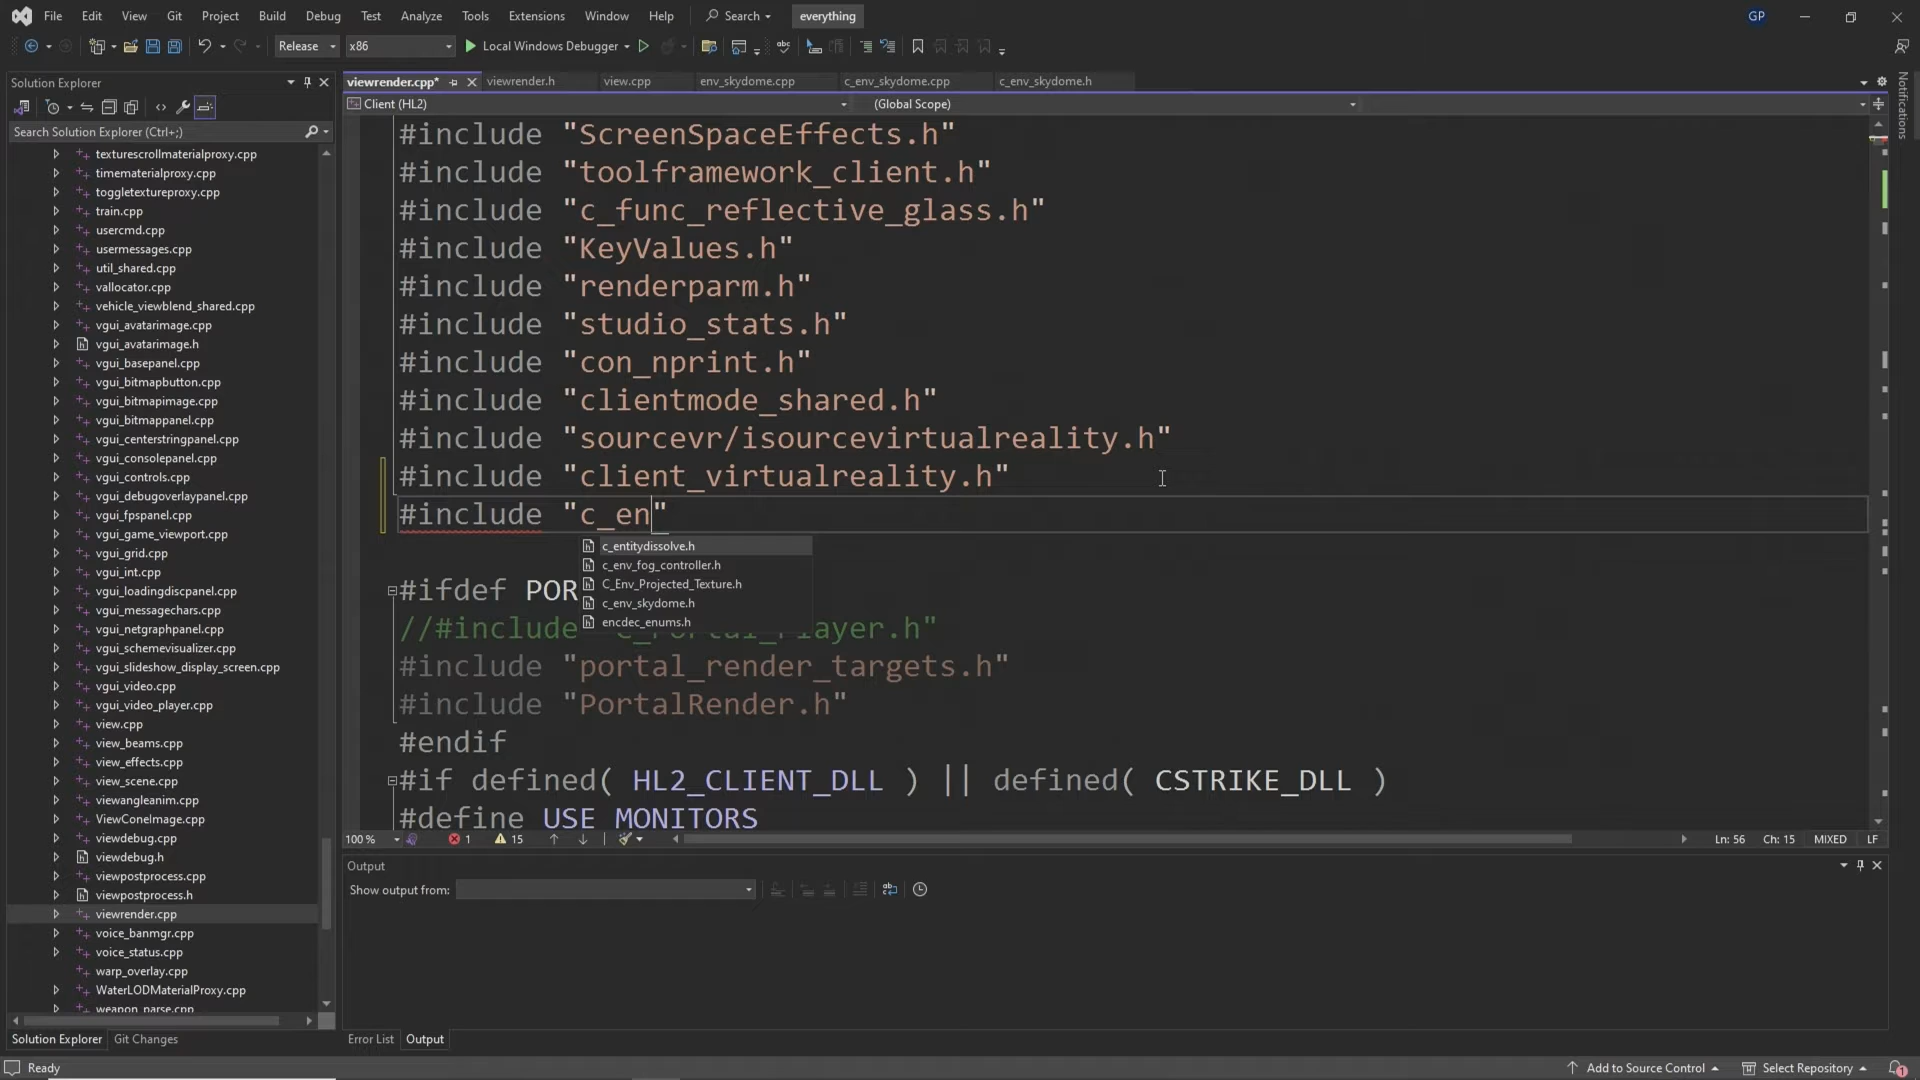 File Edit View Git Project Build Debug Test Analyze Tools Extensions Window Help Search everything GP
Release x86 Local Windows Debugger
Solution Explorer
Search Solution Explorer (Ctrl+;)
texturescrollmaterialproxy.cpp
timematerialproxy.cpp
toggletextureproxy.cpp
train.cpp
usercmd.cpp
usermessages.cpp
util_shared.cpp
vallocator.cpp
vehicle_viewblend_shared.cpp
vgui_avatarimage.cpp
vgui_avatarimage.h
vgui_basepanel.cpp
vgui_bitmapbutton.cpp
vgui_bitmapimage.cpp
vgui_bitmappanel.cpp
vgui_centerstringpanel.cpp
vgui_consolepanel.cpp
vgui_controls.cpp
vgui_debugoverlaypanel.cpp
vgui_fpspanel.cpp
vgui_game_viewport.cpp
vgui_grid.cpp
vgui_int.cpp
vgui_loadingdiscpanel.cpp
vgui_messagechars.cpp
vgui_netgraphpanel.cpp
vgui_schemevisualizer.cpp
vgui_slideshow_display_screen.cpp
vgui_video.cpp
vgui_video_player.cpp
view.cpp
view_beams.cpp
view_effects.cpp
view_scene.cpp
viewangleanim.cpp
ViewConeImage.cpp
viewdebug.cpp
viewdebug.h
viewpostprocess.cpp
viewpostprocess.h
viewrender.cpp
voice_banmgr.cpp
voice_status.cpp
warp_overlay.cpp
WaterLODMaterialProxy.cpp
weapon_parse.cpp
Solution Explorer Git Changes
viewrender.cpp* viewrender.h view.cpp env_skydome.cpp c_env_skydome.cpp c_env_skydome.h
Client (HL2) (Global Scope)
#include "ScreenSpaceEffects.h"
#include "toolframework_client.h"
#include "c_func_reflective_glass.h"
#include "KeyValues.h"
#include "renderparm.h"
#include "studio_stats.h"
#include "con_nprint.h"
#include "clientmode_shared.h"
#include "sourcevr/isourcevirtualreality.h"
#include "client_virtualreality.h"
#include "c_en"
c_entitydissolve.h
c_env_fog_controller.h
C_Env_Projected_Texture.h
c_env_skydome.h
encdec_enums.h
#ifdef POR
//#include "C_Portal_Player.h"
#include "portal_render_targets.h"
#include "PortalRender.h"
#endif
#if defined( HL2_CLIENT_DLL ) || defined( CSTRIKE_DLL )
#define USE_MONITORS
100 % 1 15 Ln: 56 Ch: 15 MIXED LF
Output
Show output from:
Error List Output
Notifications
Ready Add to Source Control Select Repository 1